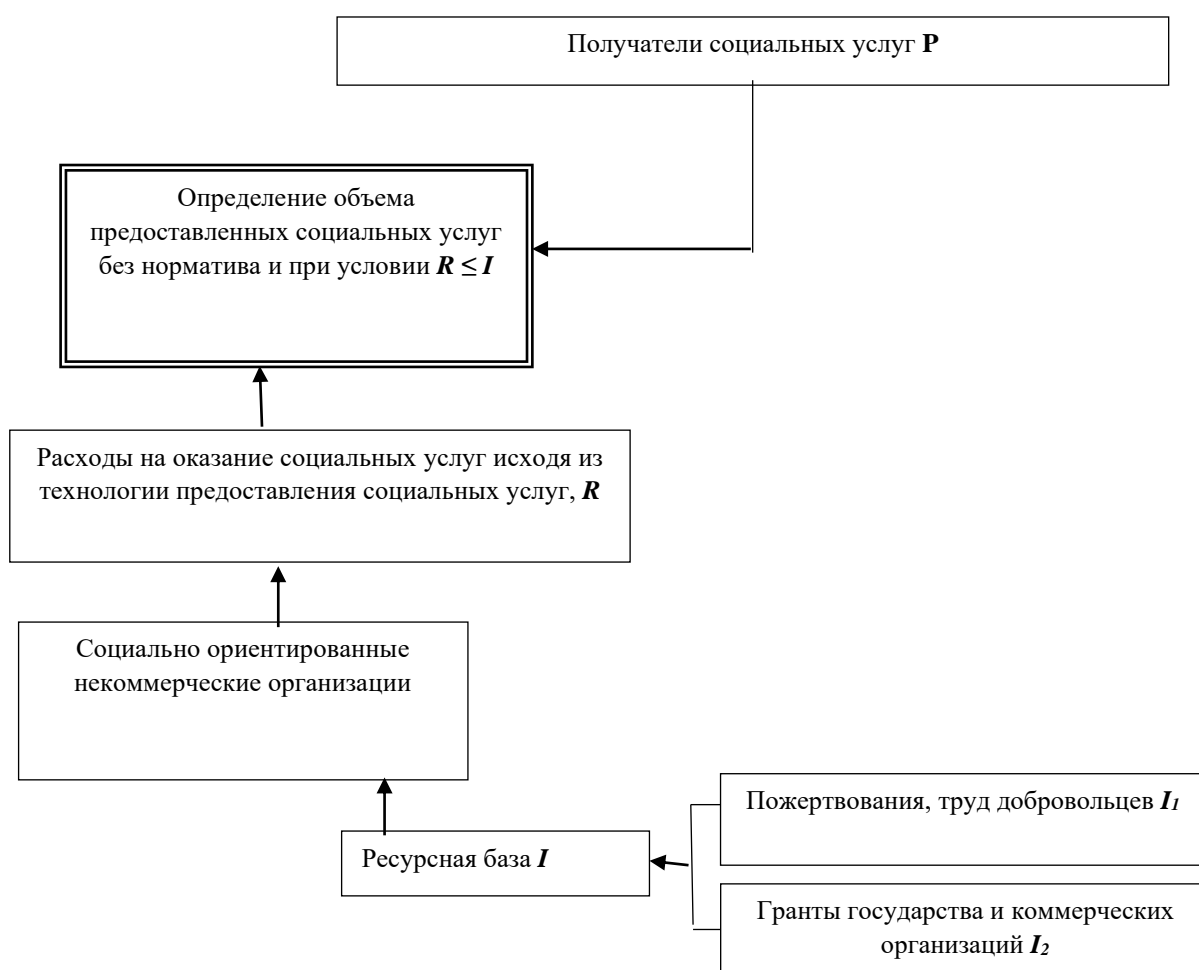 Получатели социальных услуг P
Определение объема
предоставленных социальных услуг
без норматива и при условии R ≤ I
Расходы на оказание социальных услуг исходя из
технологии предоставления социальных услуг, R
Социально ориентированные
некоммерческие организации
Пожертвования, труд добровольцев I1
Ресурсная база I
Гранты государства и коммерческих
организаций I2